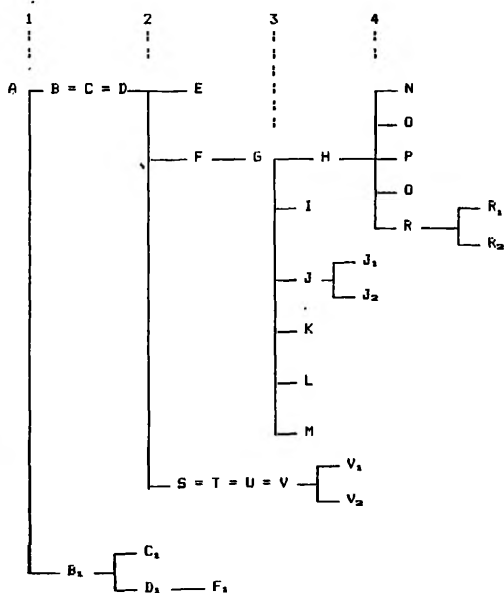 1 2 3 4
A B = C = D E N
O
F G H P
O
I R R₁
R₂
J J₁
J₂
K
L
M
S = T = U = V V₁
V₂
B₁ C₁
D₁ F₁